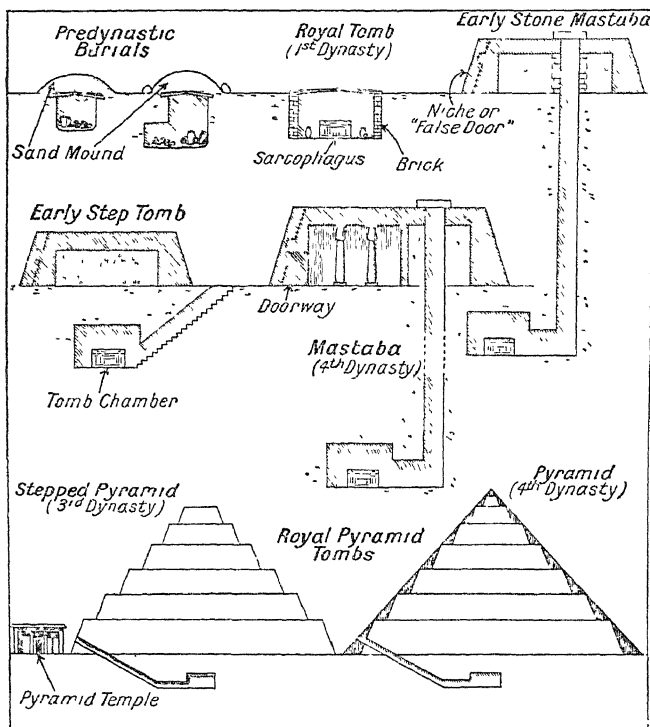 Predynastic
Burials
Royal Tomb
(1st Dynasty)
Early Stone Mastaba
Sand Mound
Sarcophagus
Brick
Niche or
"False Door"
Early Step Tomb
Doorway
Mastaba
(4th Dynasty)
Tomb Chamber
Stepped Pyramid
(3rd Dynasty)
Pyramid
(4th Dynasty)
Royal Pyramid
Tombs
Pyramid Temple